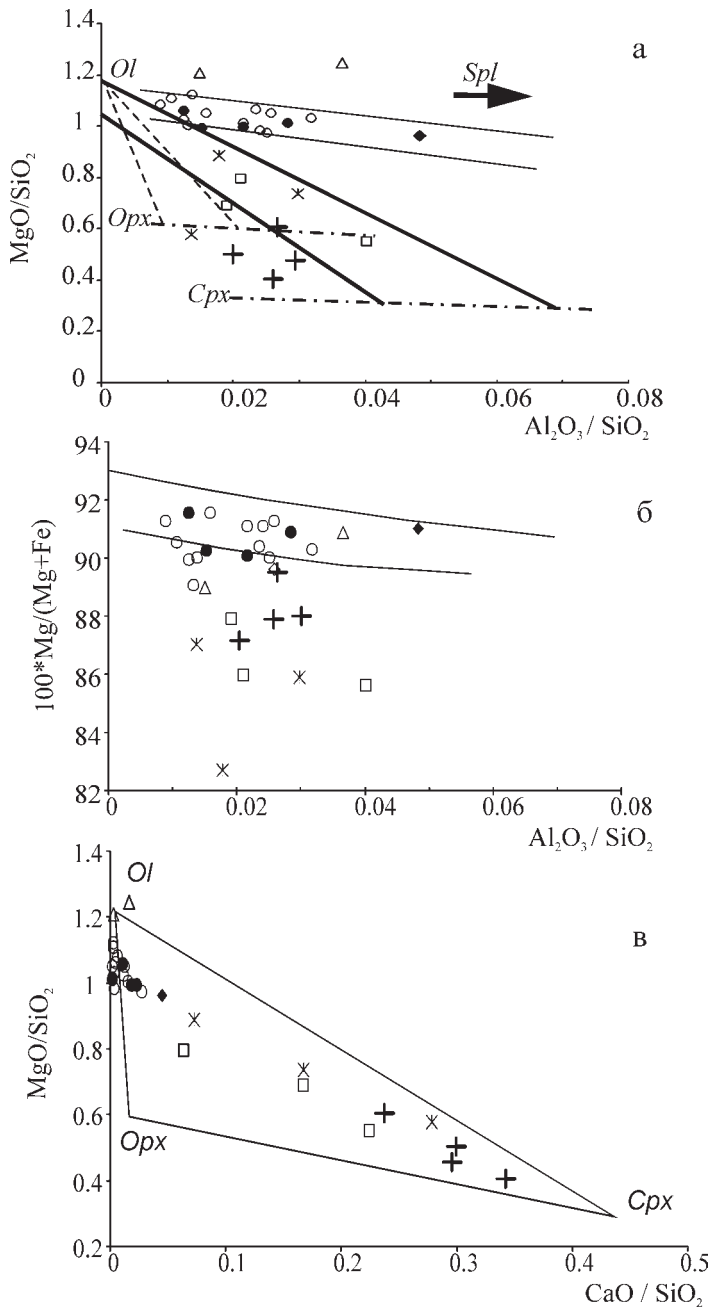 1.4
a
Ol
Spl
1.2
1.0
0.8
0.6
Opx
0.4
Cpx
0.2
0
MgO/SiO₂
0 0.02 0.04 0.06 0.08
Al₂O₃ / SiO₂
94
б
92
90
88
86
84
82
100*Mg/(Mg+Fe)
0 0.02 0.04 0.06 0.08
Al₂O₃ / SiO₂
1.4
Ol
в
1.2
1
0.8
0.6
Opx
0.4
Cpx
0.2
MgO/SiO₂
0 0.1 0.2 0.3 0.4 0.5
CaO / SiO₂